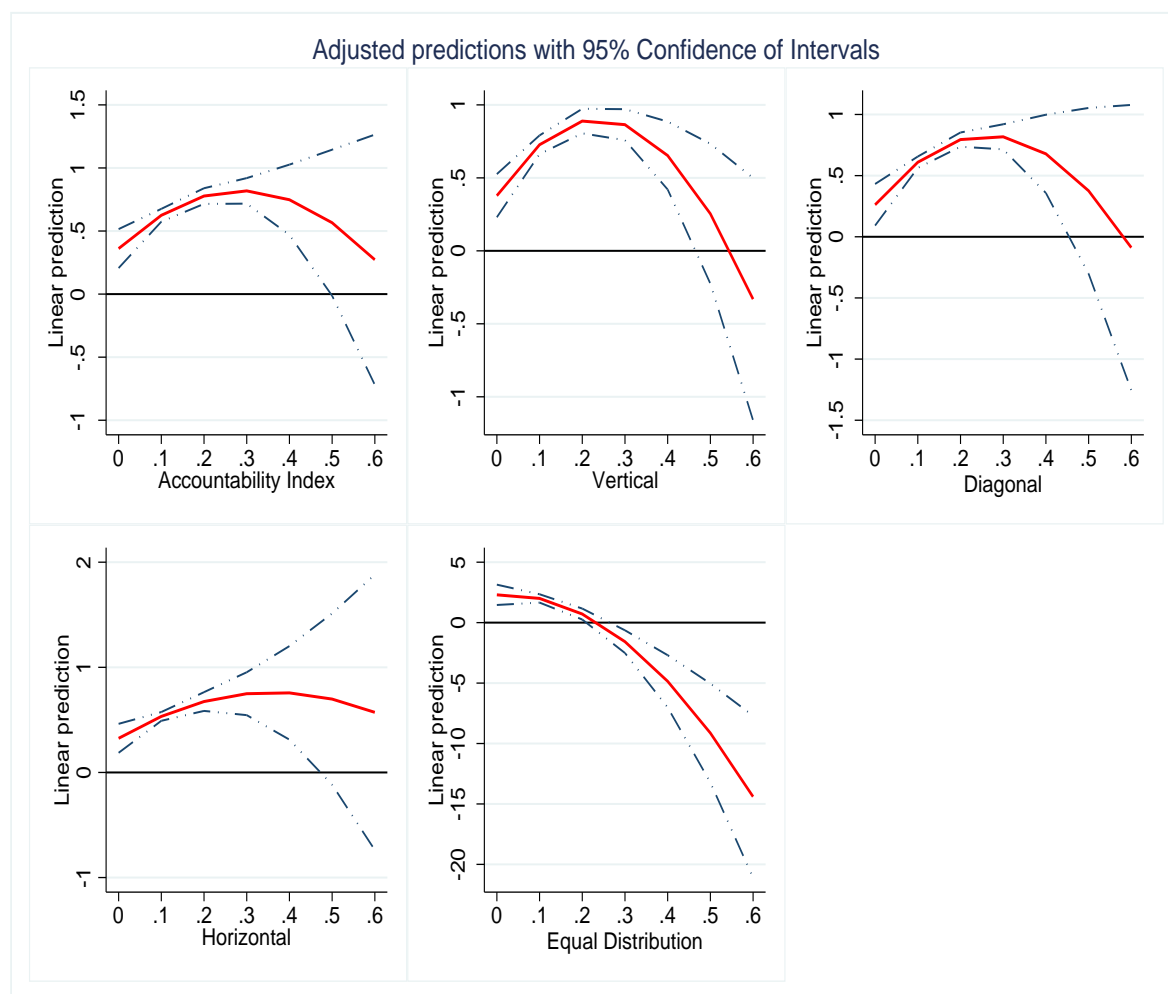 Adjusted predictions with 95% Confidence of Intervals
Linear prediction
1.5
1
.5
0
-.5
-1
0 .1 .2 .3 .4 .5 .6
Accountability Index
Linear prediction
1
.5
0
-.5
-1
0 .1 .2 .3 .4 .5 .6
Vertical
Linear prediction
1
.5
0
-.5
-1
-1.5
0 .1 .2 .3 .4 .5 .6
Diagonal
Linear prediction
2
1
0
-1
0 .1 .2 .3 .4 .5 .6
Horizontal
Linear prediction
5
0
-5
-10
-15
-20
0 .1 .2 .3 .4 .5 .6
Equal Distribution